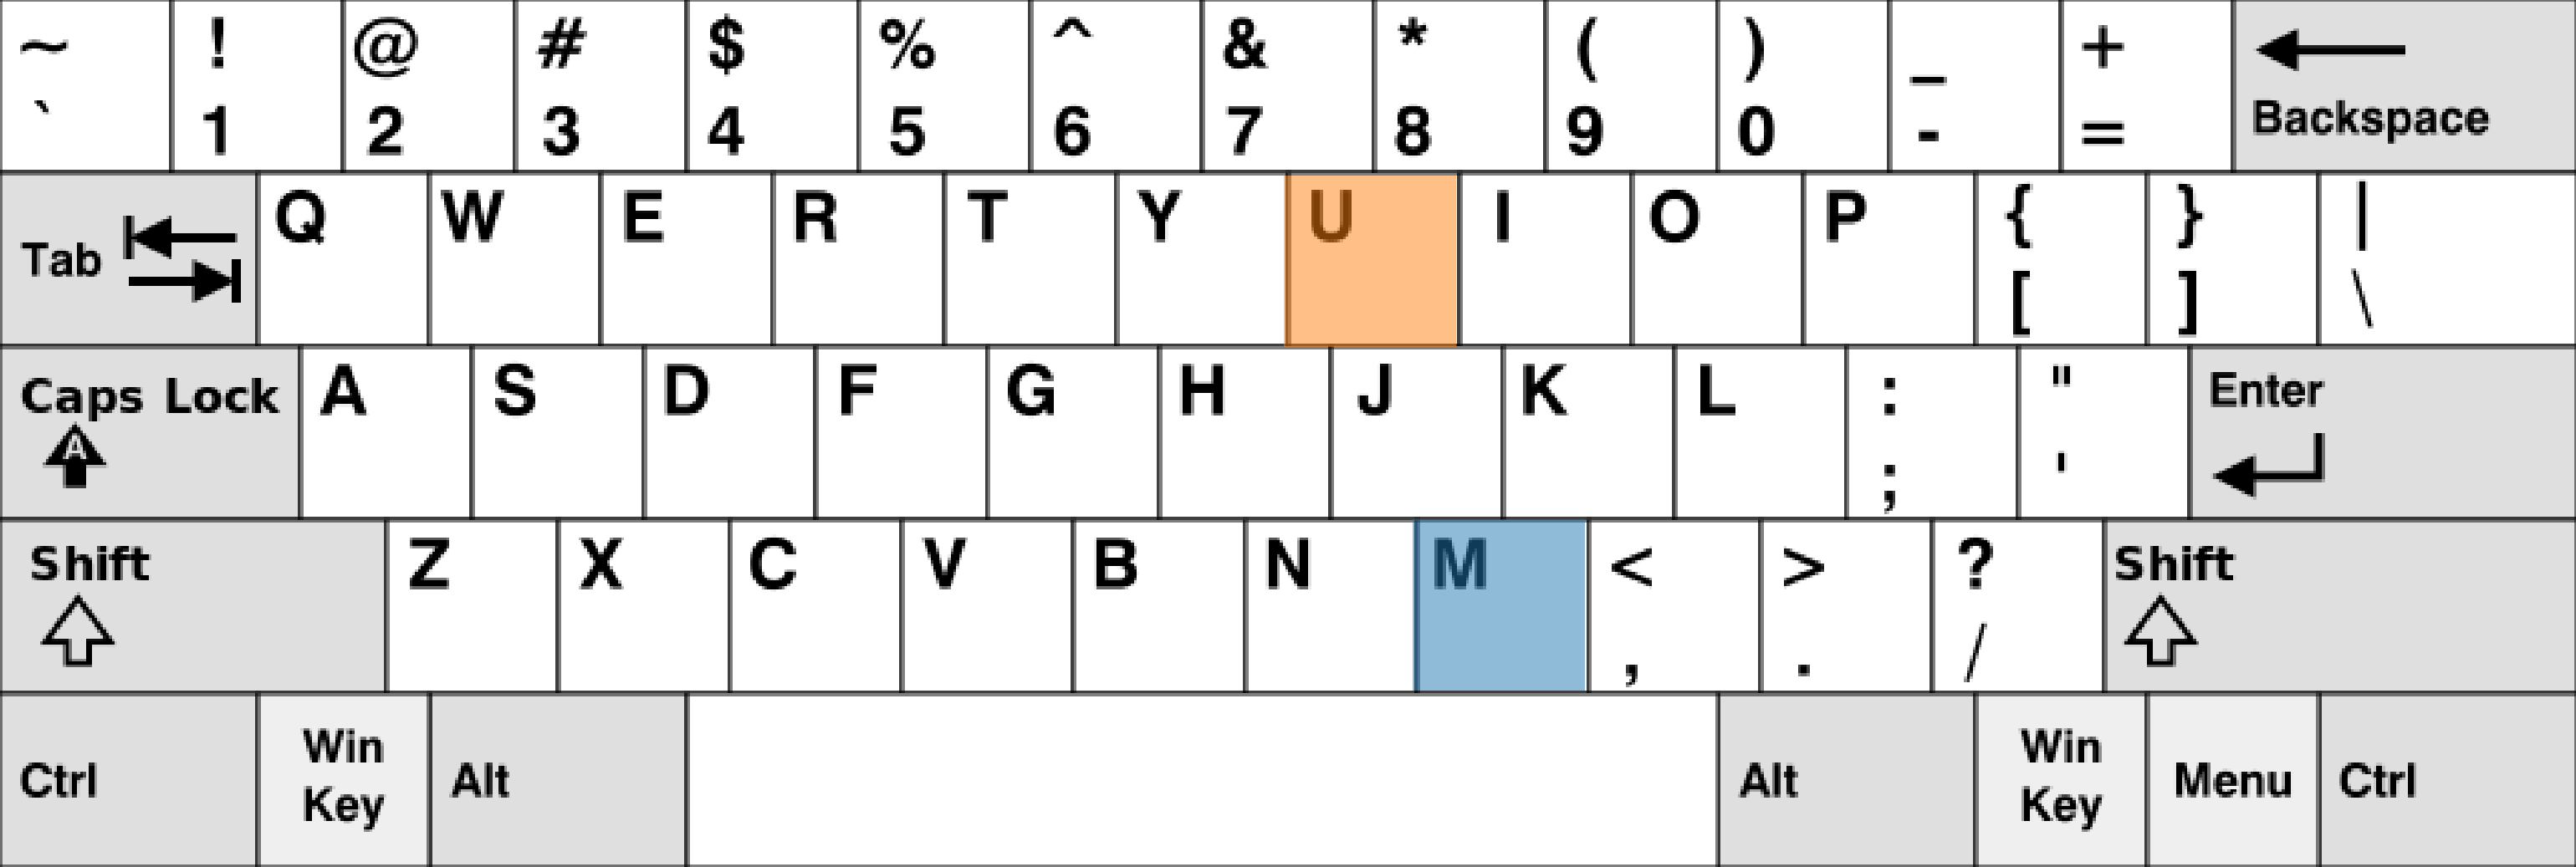 ~ ! @ # $ % ^ & * ( ) _ +
` 1 2 3 4 5 6 7 8 9 0 - = Backspace
Tab Q W E R T Y U I O P { } |
[ ] \
Caps Lock A S D F G H J K L : " Enter
A ; '
Shift Z X C V B N M < > ? Shift
, . /
Ctrl Win Key Alt Alt Win Key Menu Ctrl